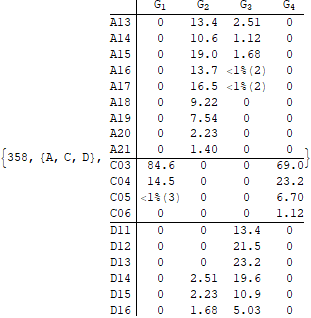 G₁ G₂ G₃ G₄
A13 0 13.4 2.51 0
A14 0 10.6 1.12 0
A15 0 19.0 1.68 0
A16 0 13.7 <1%(2) 0
A17 0 16.5 <1%(2) 0
A18 0 9.22 0 0
A19 0 7.54 0 0
A20 0 2.23 0 0
A21 0 1.40 0 0
{358, {A, C, D}, C03 84.6 0 0 69.0}
C04 14.5 0 0 23.2
C05 <1%(3) 0 0 6.70
C06 0 0 0 1.12
D11 0 0 13.4 0
D12 0 0 21.5 0
D13 0 0 23.2 0
D14 0 2.51 19.6 0
D15 0 2.23 10.9 0
D16 0 1.68 5.03 0